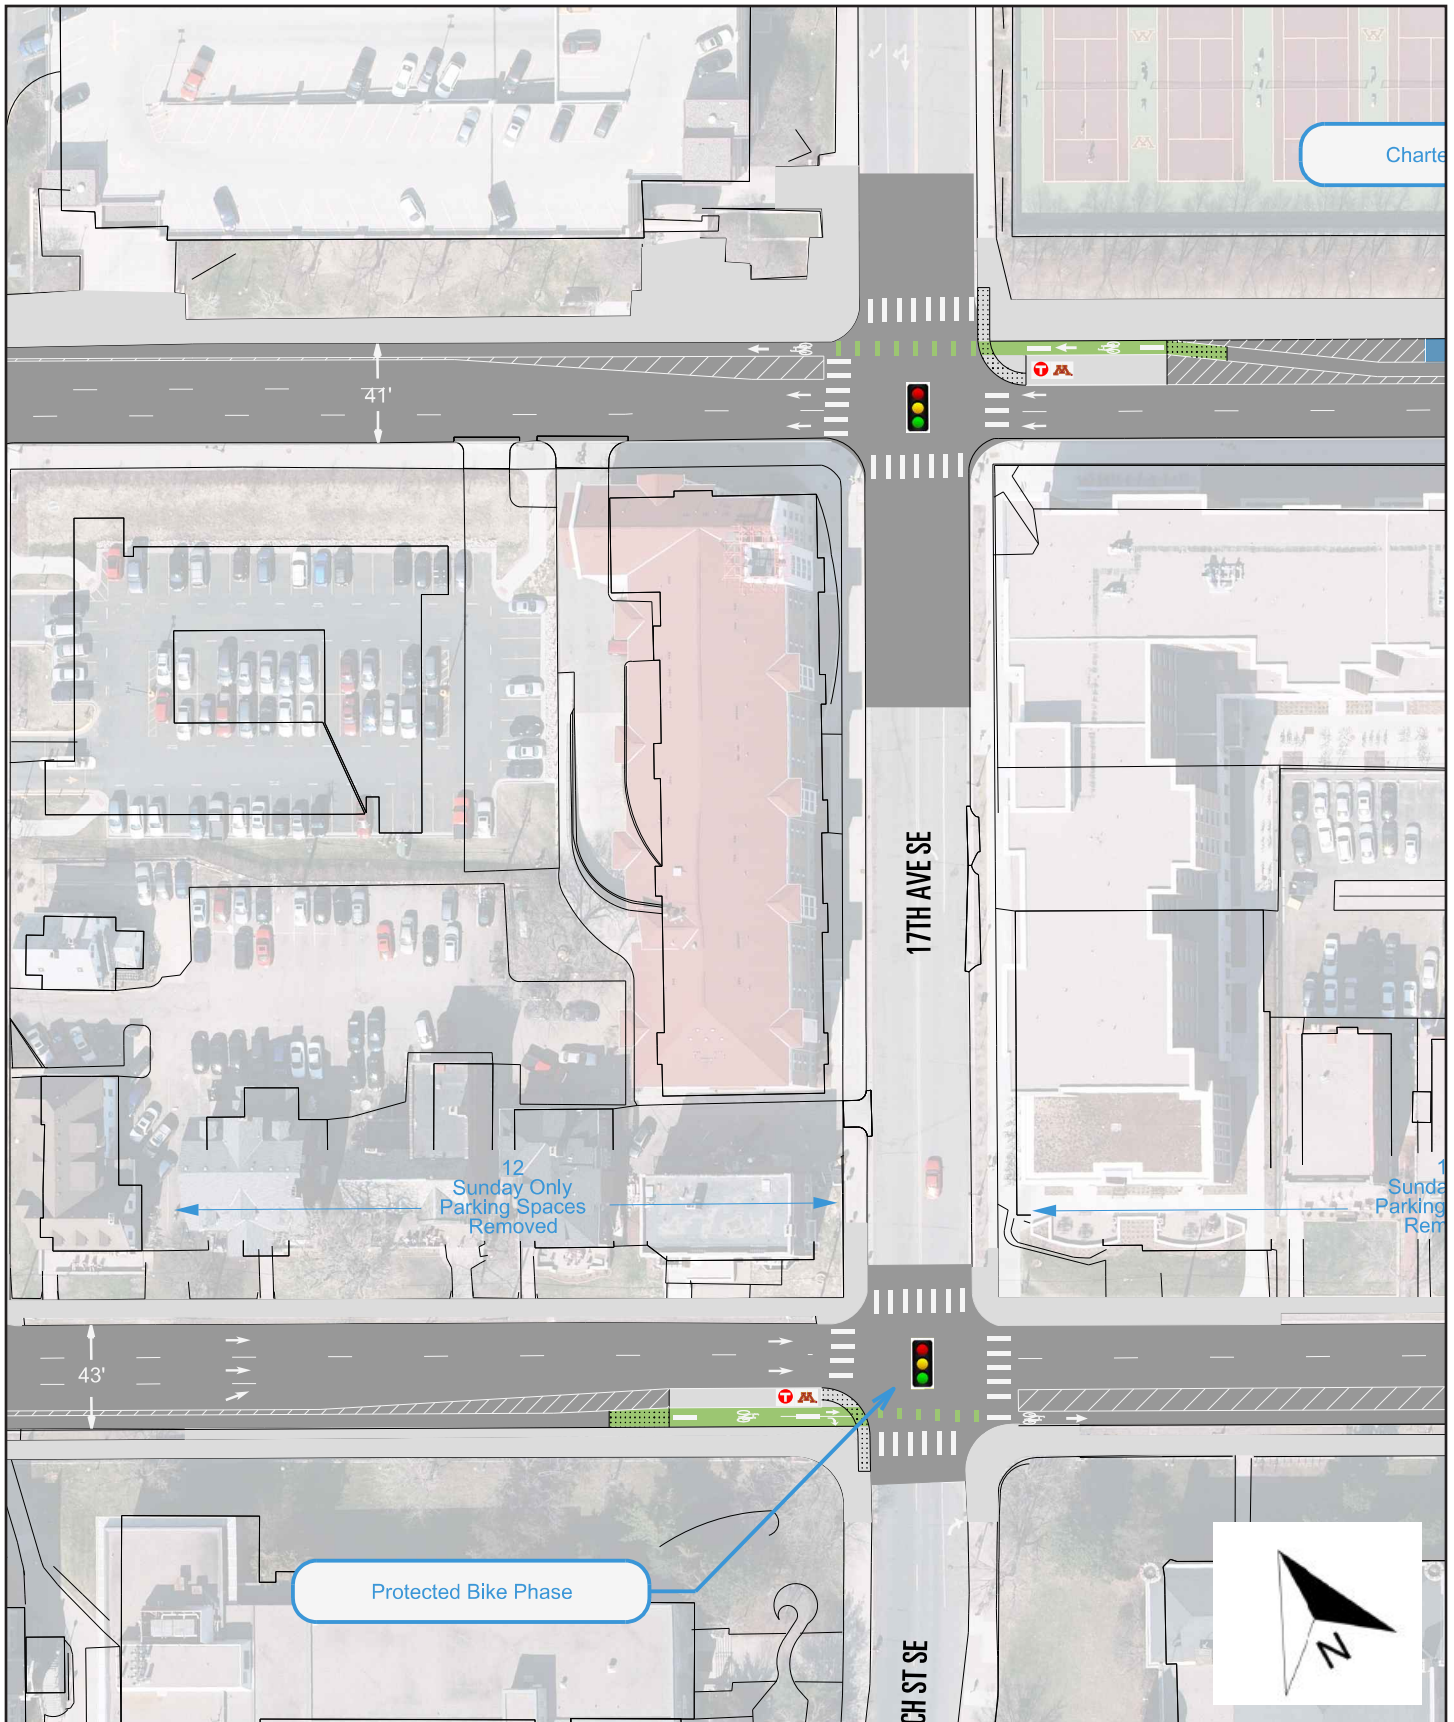 Charte
41'
17TH AVE SE
12
Sunday Only
Parking Spaces
Removed
1
Sunda
Parking
Rem
43'
Protected Bike Phase
CH ST SE
N